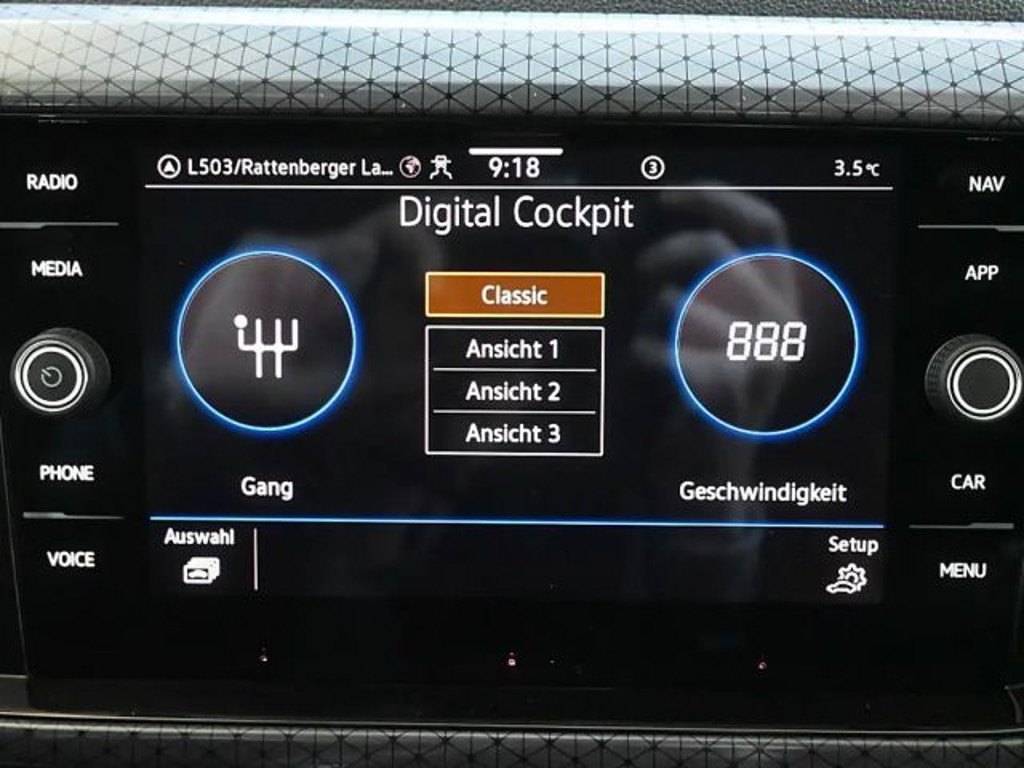 L503/Rattenberger La... 9:18 3 3.5°C
Digital Cockpit
RADIO
MEDIA
PHONE
VOICE
Classic
Ansicht 1
Ansicht 2
Ansicht 3
888
Gang
Geschwindigkeit
Auswahl
Setup
NAV
APP
CAR
MENU